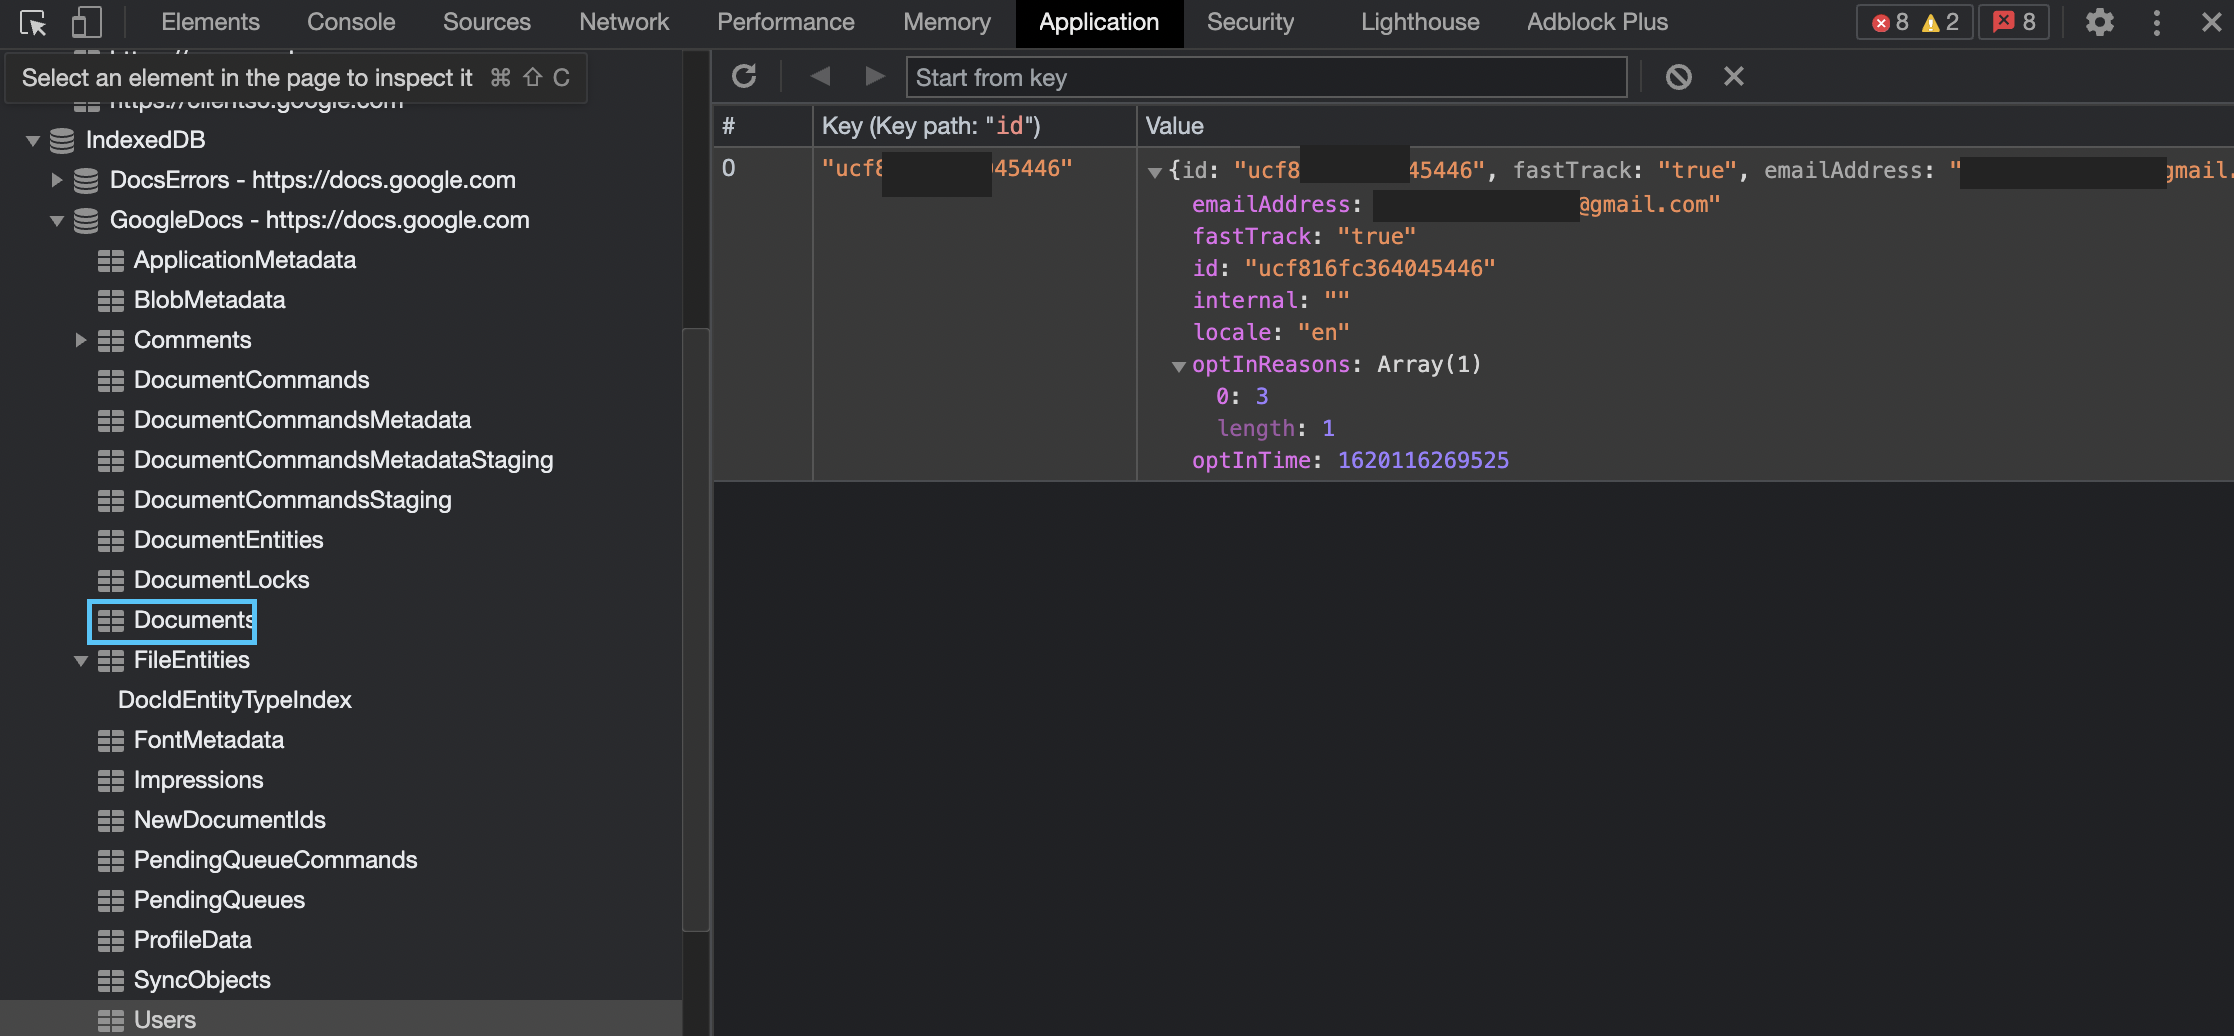 Elements Console Sources Network Performance Memory Application Security Lighthouse Adblock Plus 8 2 8
Select an element in the page to inspect it ⌘ ⇧ C
https://clients6.google.com
IndexedDB
DocsErrors - https://docs.google.com
GoogleDocs - https://docs.google.com
ApplicationMetadata
BlobMetadata
Comments
DocumentCommands
DocumentCommandsMetadata
DocumentCommandsMetadataStaging
DocumentCommandsStaging
DocumentEntities
DocumentLocks
Documents
FileEntities
DocIdEntityTypeIndex
FontMetadata
Impressions
NewDocumentIds
PendingQueueCommands
PendingQueues
ProfileData
SyncObjects
Users
Start from key
# Key (Key path: "id") Value
0 "ucf8 45446" {id: "ucf8 45446", fastTrack: "true", emailAddress: " gmail.
emailAddress: @gmail.com"
fastTrack: "true"
id: "ucf816fc364045446"
internal: ""
locale: "en"
optInReasons: Array(1)
0: 3
length: 1
optInTime: 1620116269525